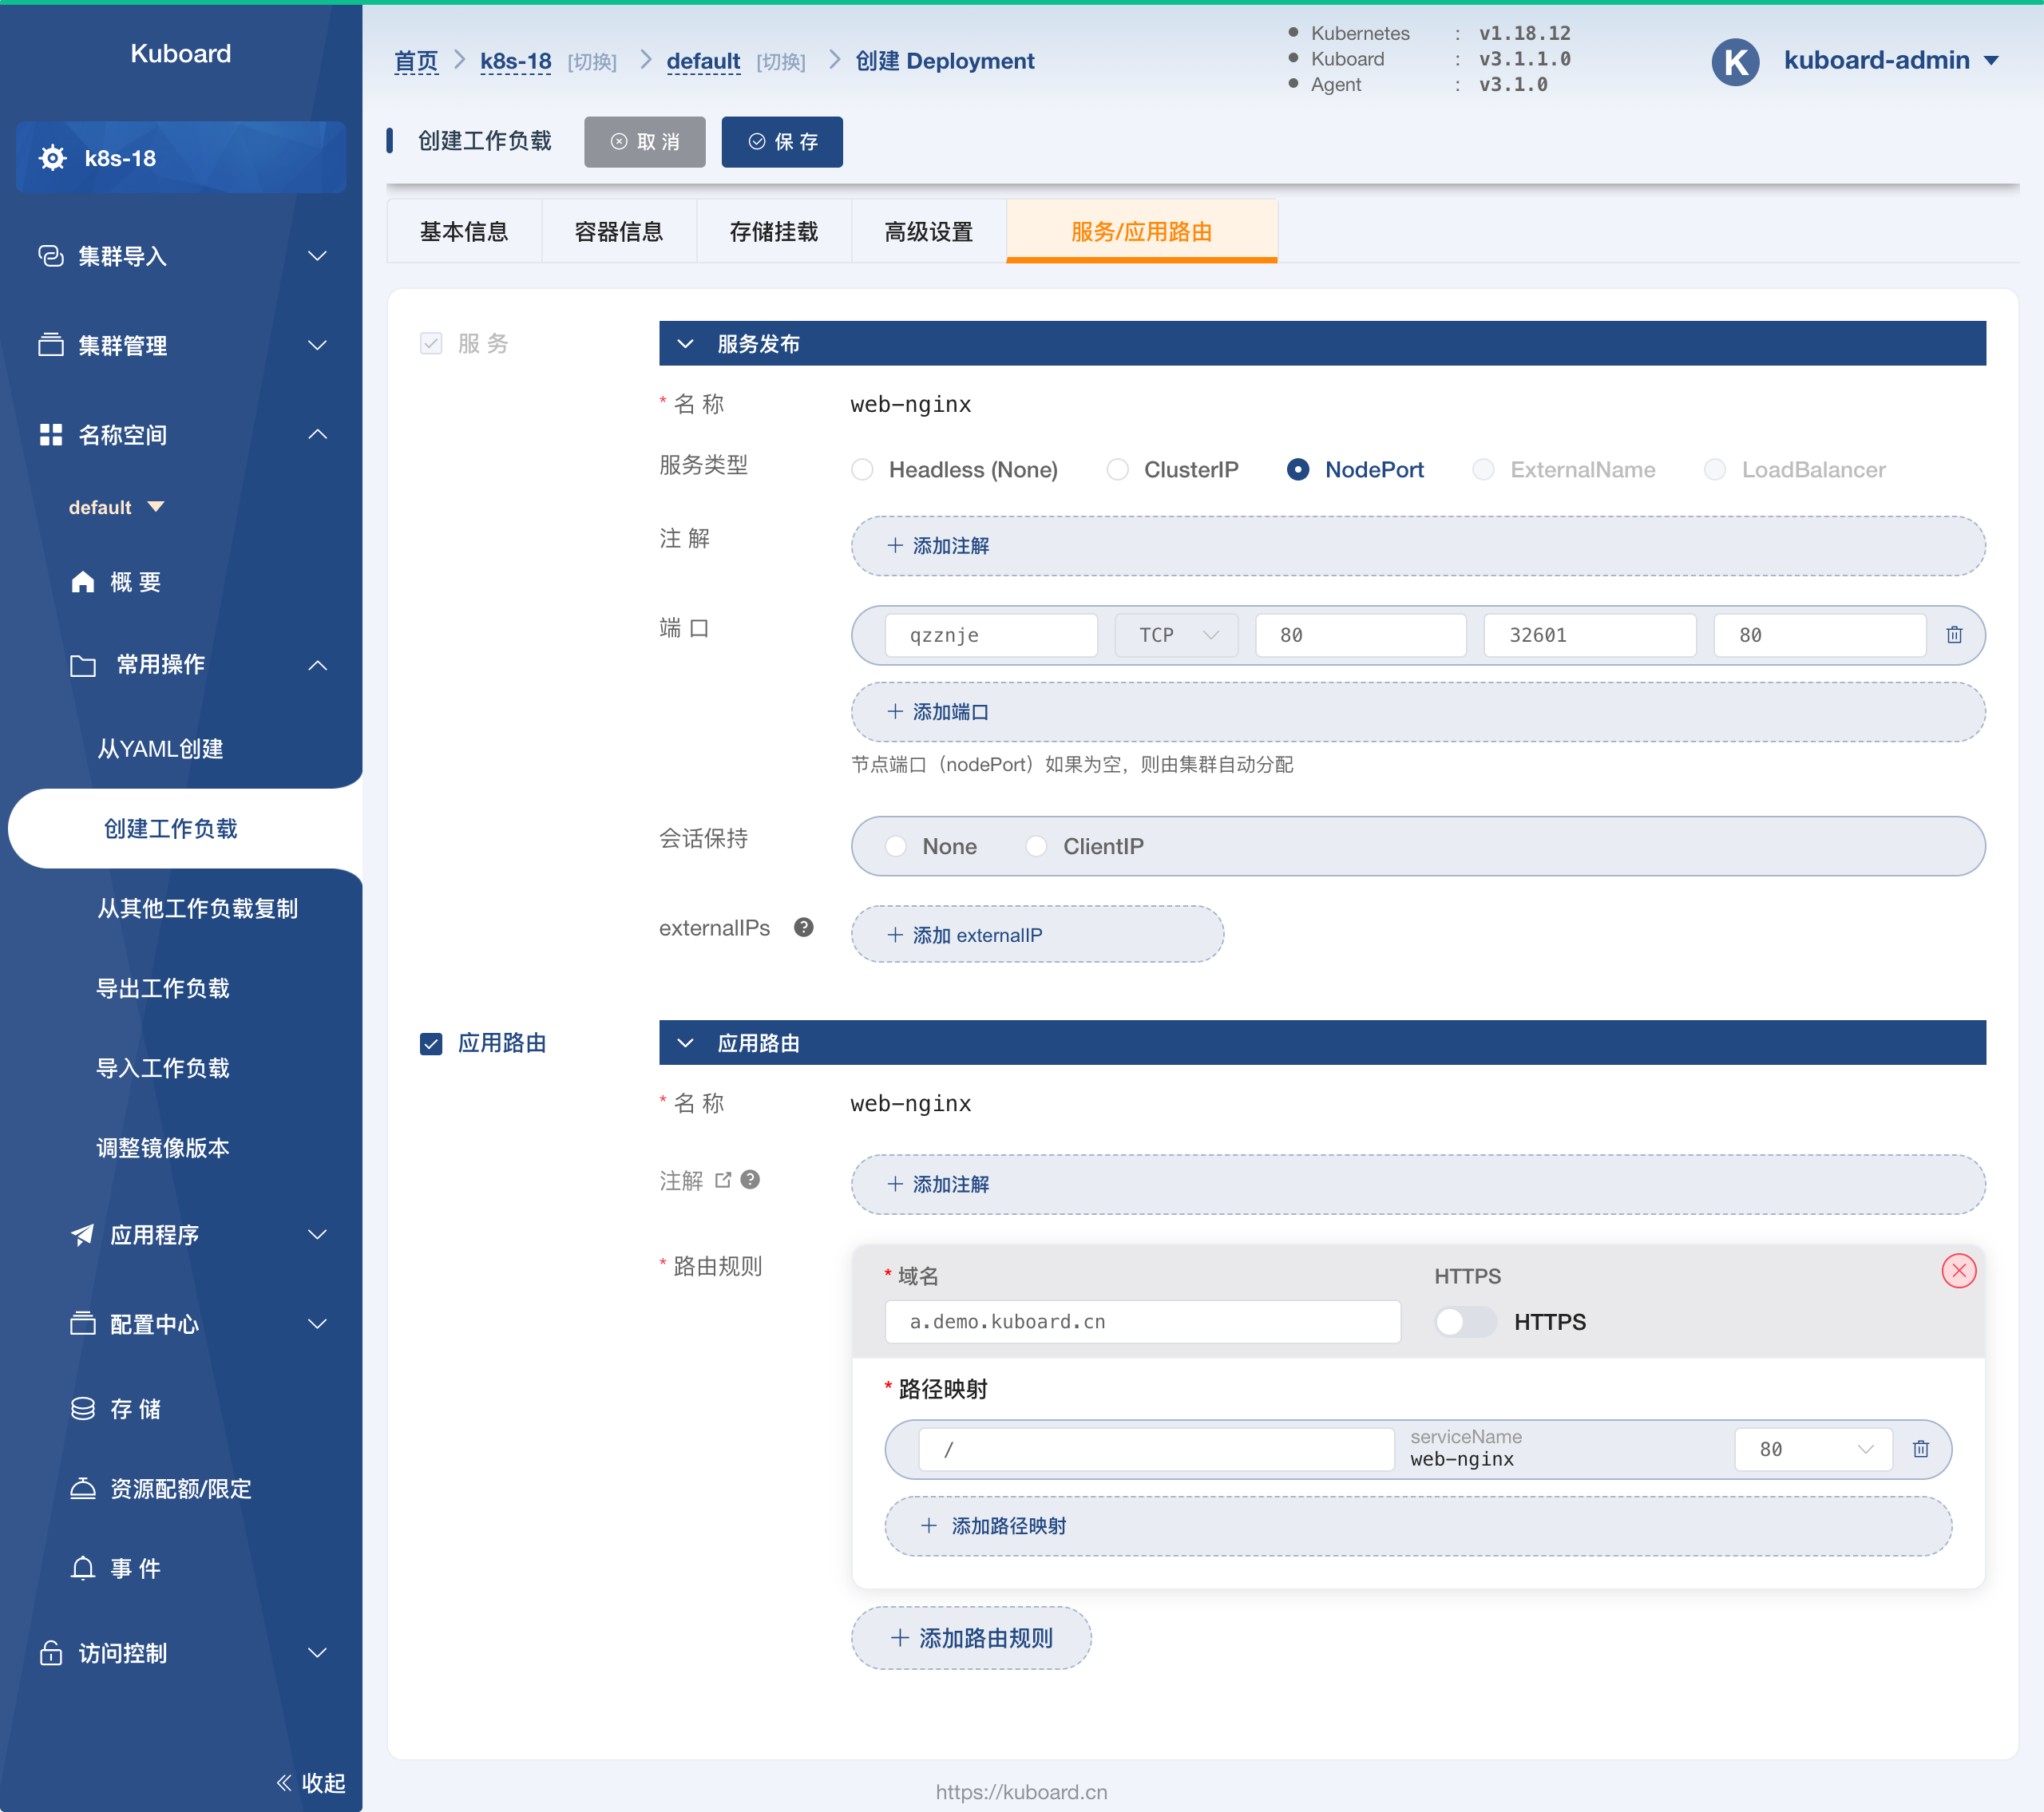 Kuboard
k8s-18
集群导入
集群管理
名称空间
default
概 要
常用操作
从YAML创建
创建工作负载
从其他工作负载复制
导出工作负载
导入工作负载
调整镜像版本
应用程序
配置中心
存 储
资源配额/限定
事 件
访问控制
收起
首页 k8s-18 [切换] default [切换] 创建 Deployment
Kubernetes : v1.18.12
Kuboard : v3.1.1.0
Agent : v3.1.0
K kuboard-admin
创建工作负载 取 消 保 存
基本信息 容器信息 存储挂载 高级设置 服务/应用路由
服 务
服务发布
* 名 称 web-nginx
服务类型 Headless (None) ClusterIP NodePort ExternalName LoadBalancer
注 解 + 添加注解
端 口 qzznje TCP 80 32601 80
+ 添加端口
节点端口（nodePort）如果为空，则由集群自动分配
会话保持 None ClientIP
externalIPs ? + 添加 externalIP
应用路由
应用路由
* 名 称 web-nginx
注解 ? + 添加注解
* 路由规则
* 域名 HTTPS
a.demo.kuboard.cn HTTPS
* 路径映射
/ serviceName 80
web-nginx
+ 添加路径映射
+ 添加路由规则
https://kuboard.cn